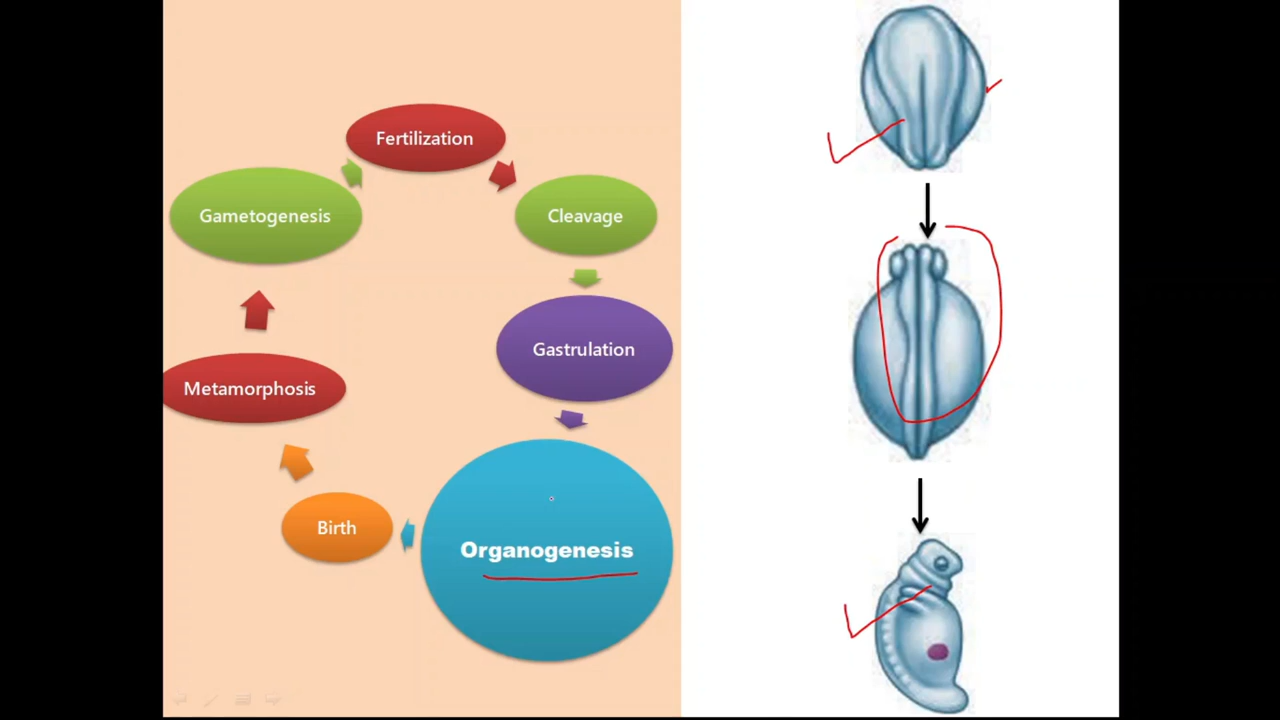 Fertilization
Gametogenesis
Cleavage
Gastrulation
Metamorphosis
Birth
Organogenesis